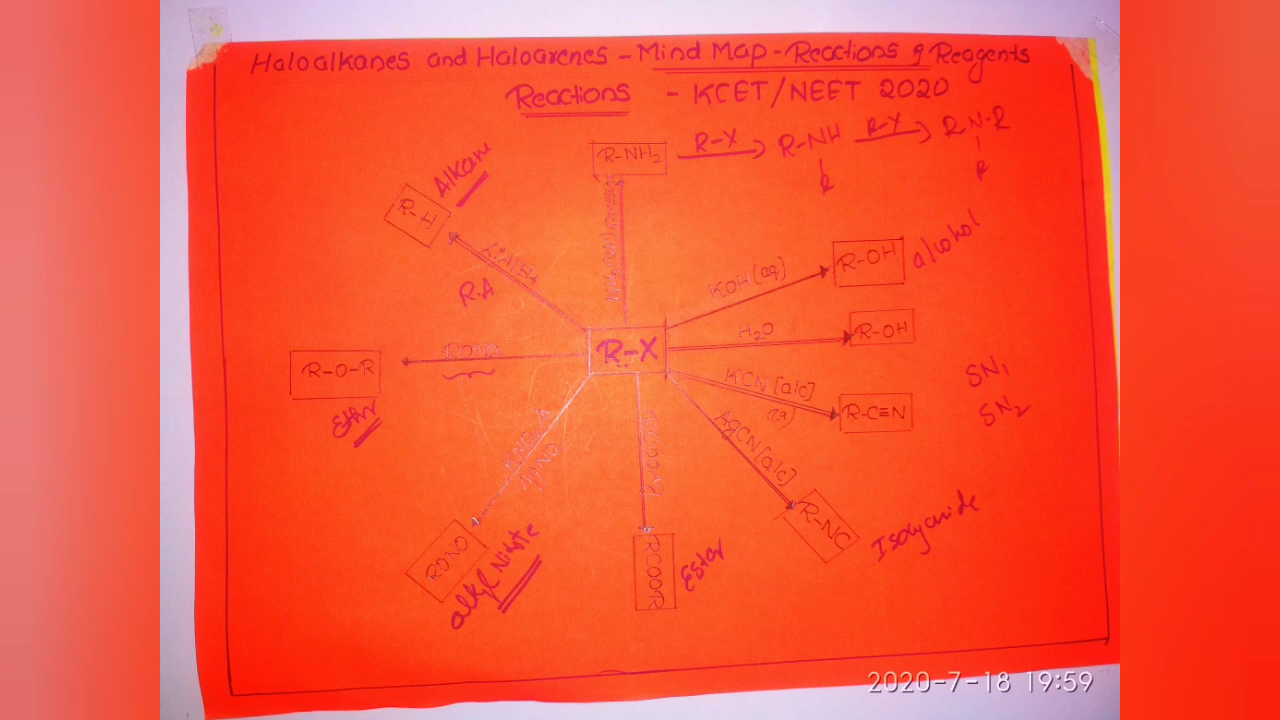 Haloalkanes and Haloarenes - Mind Map - Reactions & Reagents
Reactions - KCET/NEET 2020
R-NH2 R-X R-NH R-X R-N-R
R R
Alkane
R-H
LiAlH4
R.A
KOH (aq)
R-OH
alcohol
H2O
R-OH
R-X
R-O-R
Ether
KCN [alc]
(aq)
R-C≡N
SN1
SN2
AgCN [alc]
R-NC
Isocyanide
RONO
alkyl Nitrite
RCOOR
Ester
2020-7-18 19:59